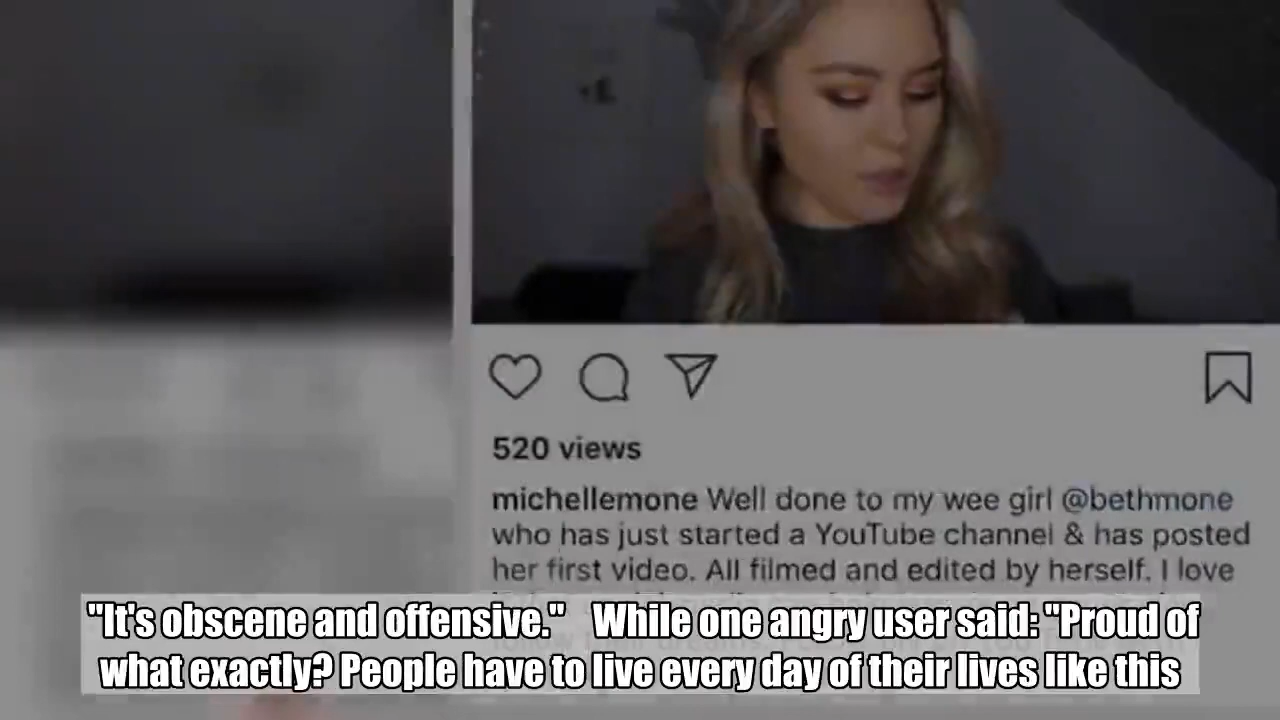 520 views
michellemone Well done to my wee girl @bethmone
who has just started a YouTube channel & has posted
her first video. All filmed and edited by herself. I love
"It's obscene and offensive." While one angry user said: "Proud of
what exactly? People have to live every day of their lives like this